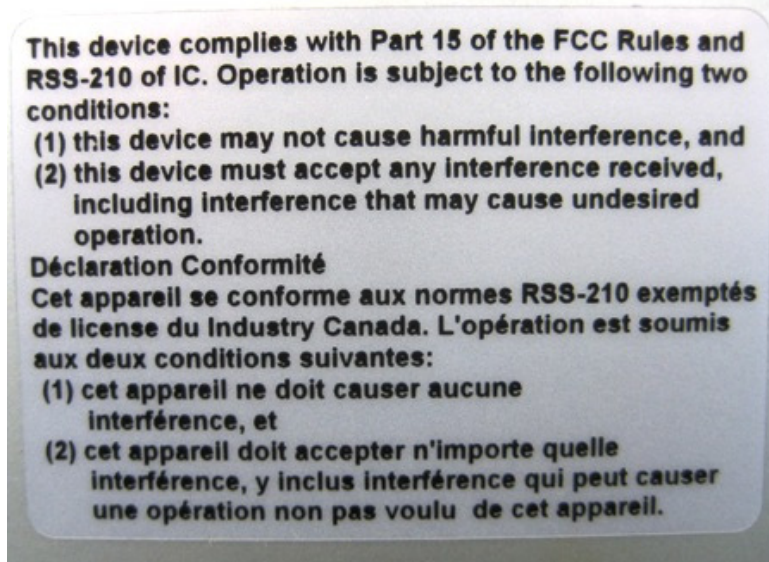 This device complies with Part 15 of the FCC Rules and
RSS-210 of IC. Operation is subject to the following two
conditions:
(1) this device may not cause harmful interference, and
(2) this device must accept any interference received,
including interference that may cause undesired
operation.
Déclaration Conformité
Cet appareil se conforme aux normes RSS-210 exemptés
de license du Industry Canada. L'opération est soumis
aux deux conditions suivantes:
(1) cet appareil ne doit causer aucune
interférence, et
(2) cet appareil doit accepter n'importe quelle
interférence, y inclus interférence qui peut causer
une opération non pas voulu de cet appareil.